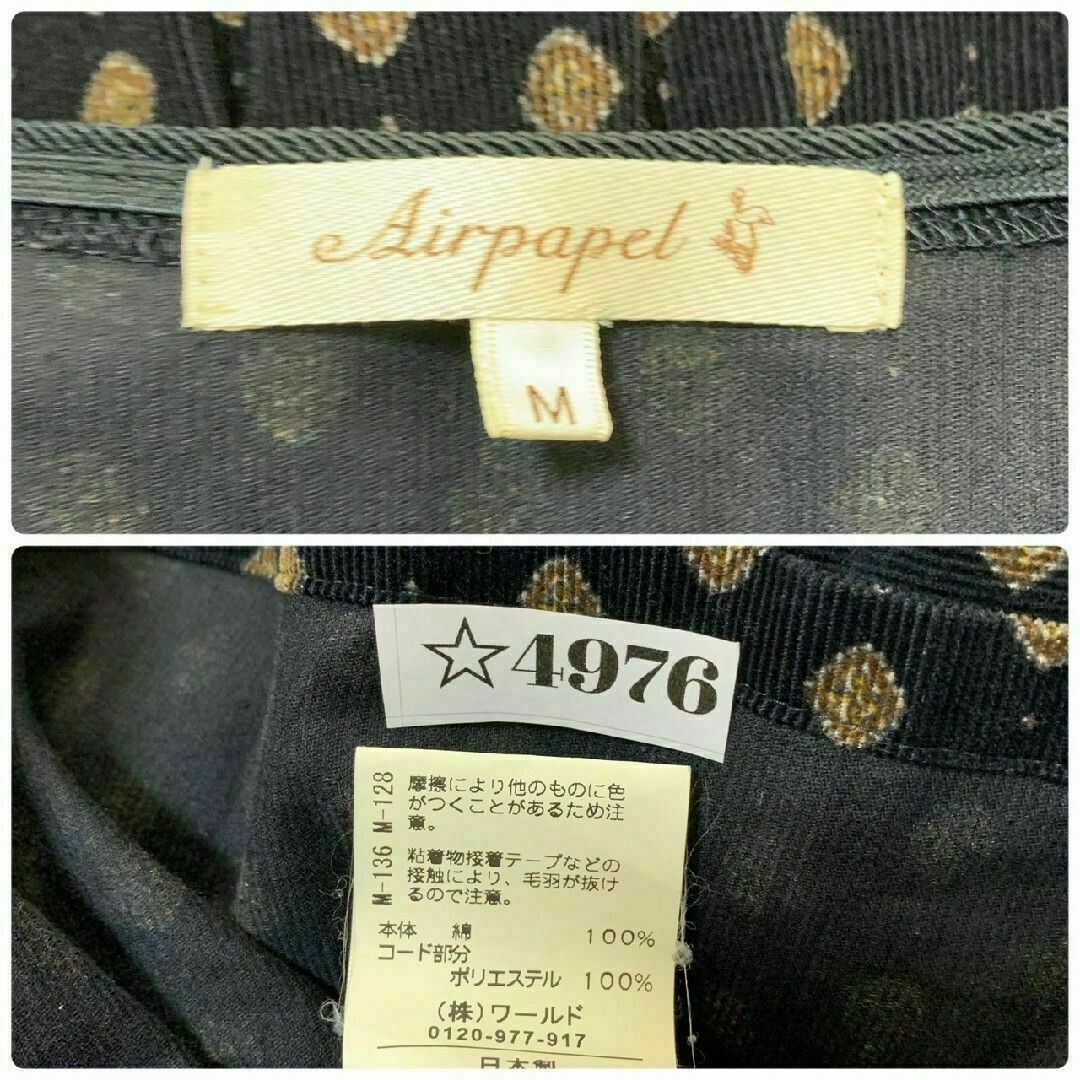 Airpapel
M
☆4976
M-136 M-128
摩擦により他のものに色
がつくことがあるため注
意。
粘着物接着テープなどの
接触により、毛羽が抜け
るので注意。
本体 綿 100%
コード部分
ポリエステル 100%
(株)ワールド
0120-977-917
日本製